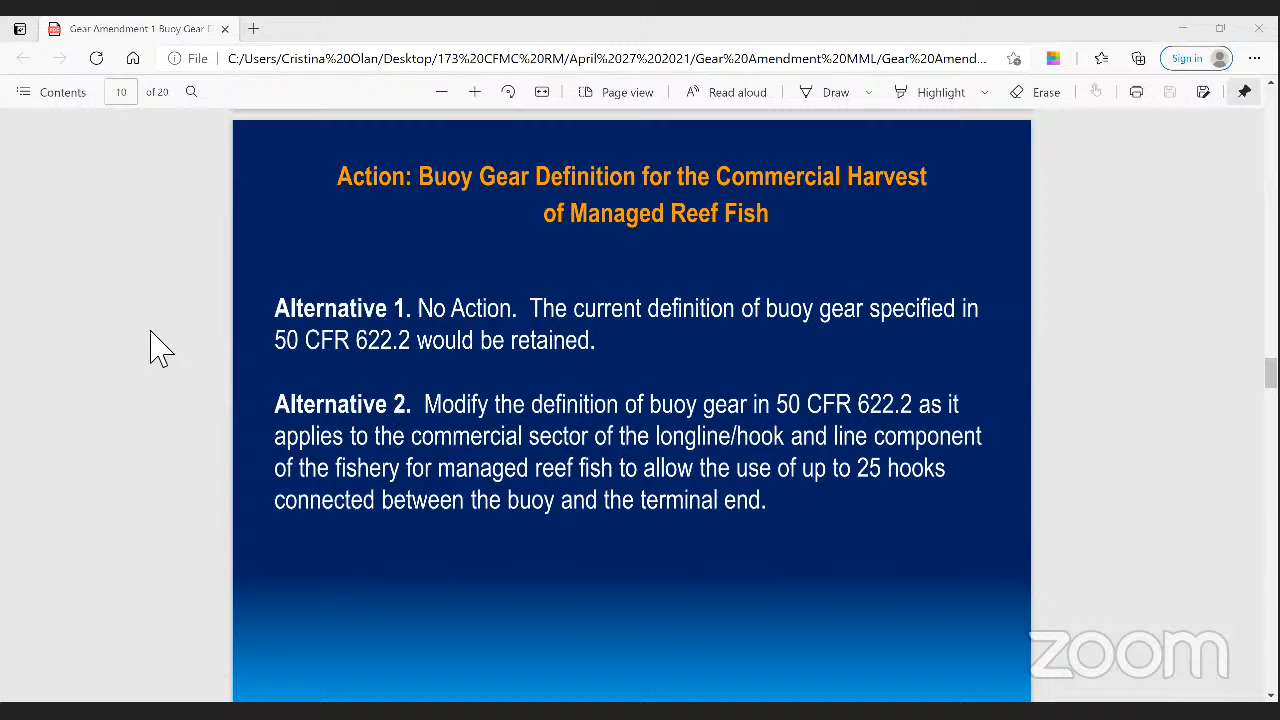 Gear Amendment 1 Buoy Gear D
File
C:/Users/Cristina%20Olan/Desktop/173%20CFMC%20RM/April%2027%202021/Gear%20Amendment%20MML/Gear%20Amend...
Sign in
Contents
10
of 20
Page view
Read aloud
Draw
Highlight
Erase
Action: Buoy Gear Definition for the Commercial Harvest
of Managed Reef Fish
Alternative 1. No Action. The current definition of buoy gear specified in
50 CFR 622.2 would be retained.
Alternative 2. Modify the definition of buoy gear in 50 CFR 622.2 as it
applies to the commercial sector of the longline/hook and line component
of the fishery for managed reef fish to allow the use of up to 25 hooks
connected between the buoy and the terminal end.
zoom